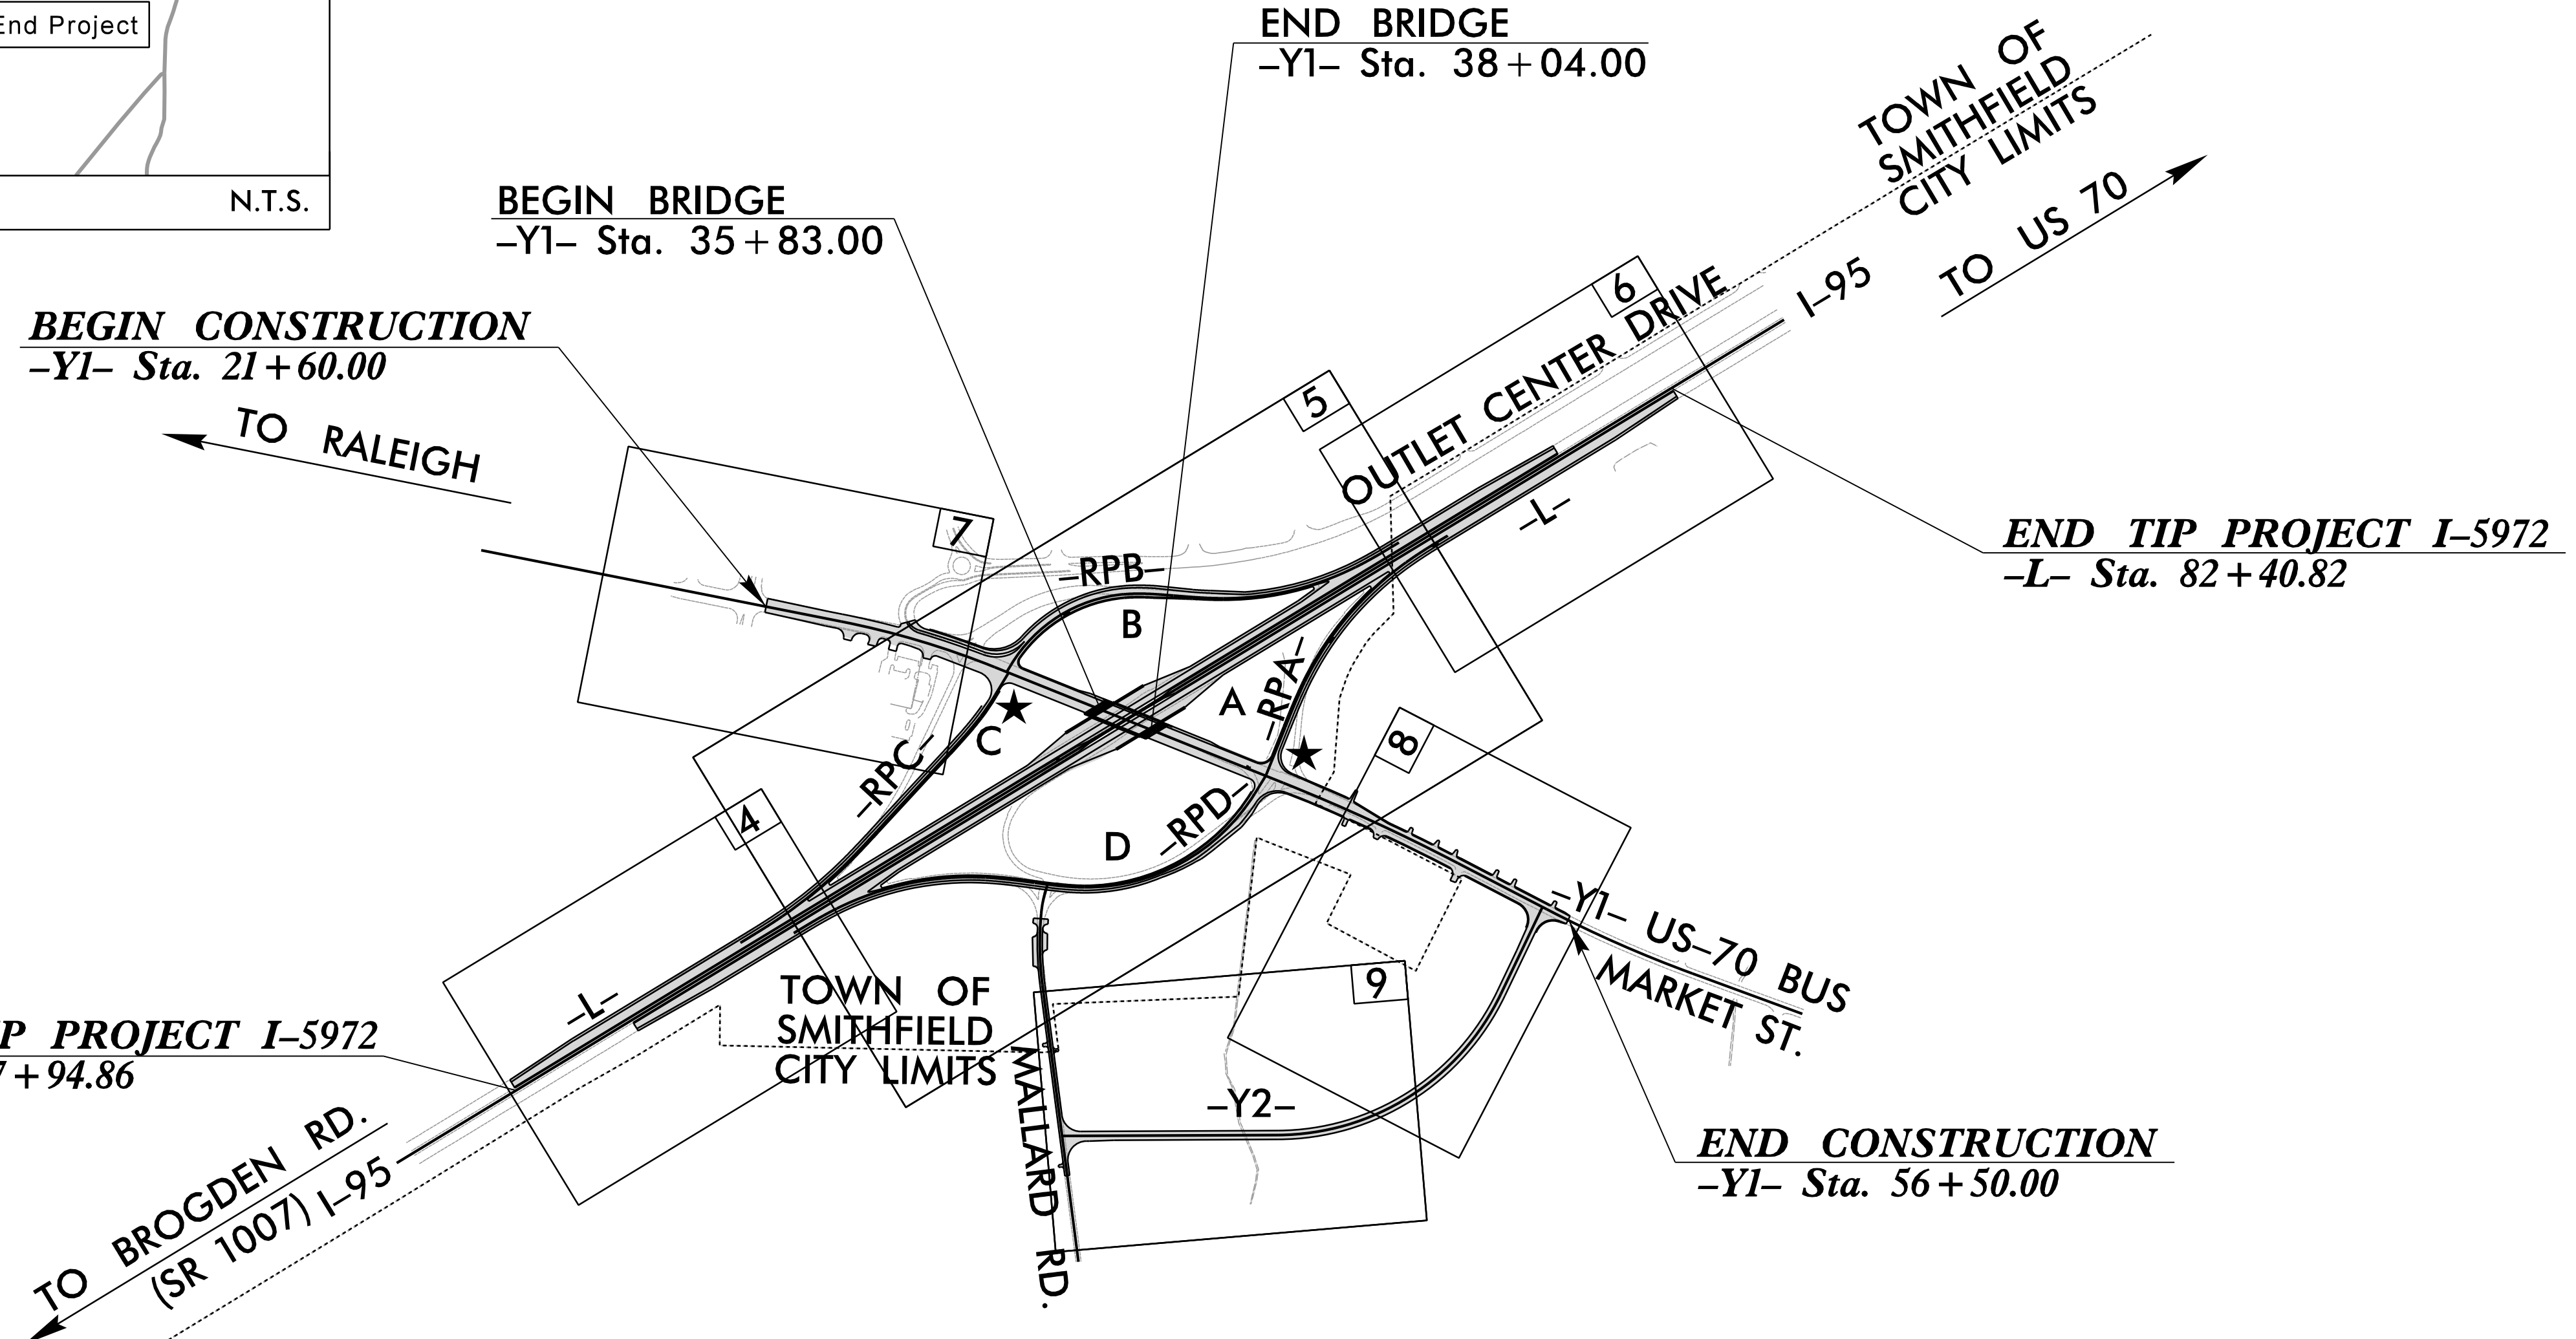 End Project
N.T.S.
END BRIDGE
–Y1– Sta. 38+04.00
BEGIN BRIDGE
–Y1– Sta. 35+83.00
BEGIN CONSTRUCTION
–Y1– Sta. 21+60.00
TO RALEIGH
TOWN OF
SMITHFIELD
CITY LIMITS
TO US 70
I–95
OUTLET CENTER DRIVE
6
5
7
–L–
END TIP PROJECT I–5972
–L– Sta. 82+40.82
–RPB–
B
A
–RPA–
C
–RPC–
8
4
D
–RPD–
–Y1– US–70 BUS
MARKET ST.
–L–
TOWN OF
SMITHFIELD
CITY LIMITS
9
PROJECT I–5972
+94.86
MALLARD RD.
–Y2–
END CONSTRUCTION
–Y1– Sta. 56+50.00
TO BROGDEN RD.
(SR 1007)
I–95